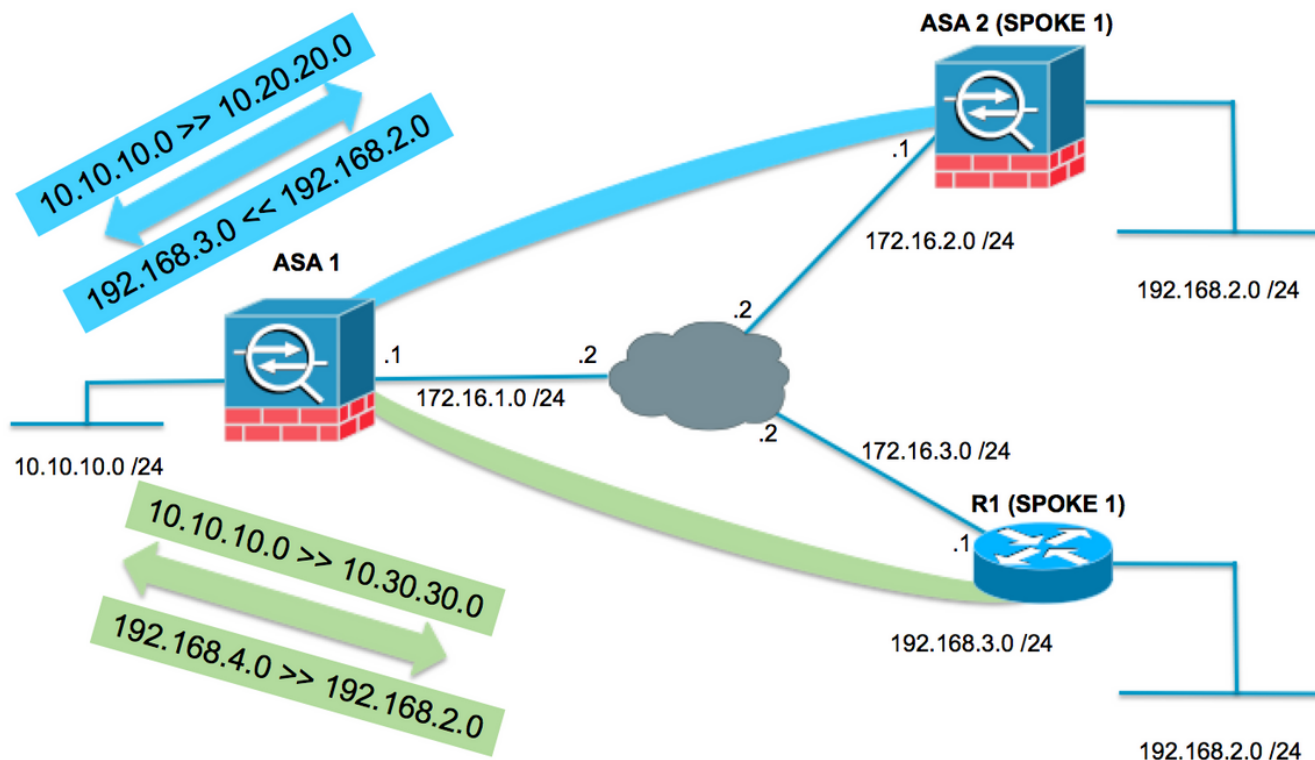 ASA 2 (SPOKE 1)
10.10.10.0 >> 10.20.20.0
192.168.3.0 << 192.168.2.0
.1
172.16.2.0 /24
192.168.2.0 /24
ASA 1
.2
.1
.2
172.16.1.0 /24
.2
10.10.10.0 /24
172.16.3.0 /24
R1 (SPOKE 1)
.1
10.10.10.0 >> 10.30.30.0
192.168.4.0 >> 192.168.2.0
192.168.3.0 /24
192.168.2.0 /24